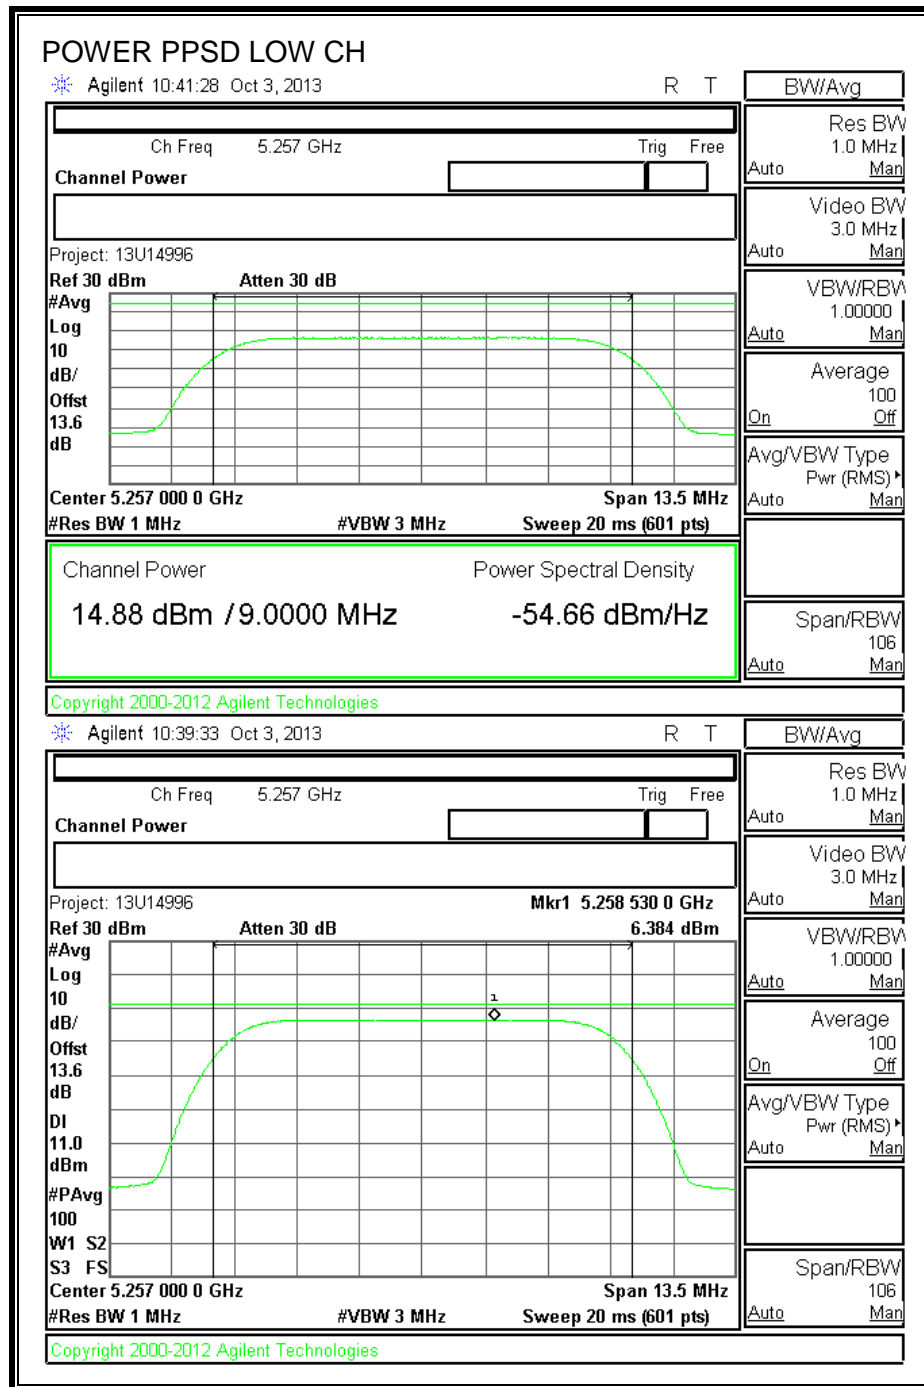 POWER PPSD LOW CH
Agilent 10:41:28 Oct 3, 2013 R T
BW/Avg
Ch Freq 5.257 GHz Trig Free
Channel Power
Res BW
1.0 MHz
Auto Man
Video BW
3.0 MHz
Auto Man
Project: 13U14996
Ref 30 dBm Atten 30 dB
#Avg
Log
10
dB/
Offst
13.6
dB
VBW/RBW
1.00000
Auto Man
Average
100
On Off
Avg/VBW Type
Pwr (RMS)
Auto Man
Center 5.257 000 0 GHz Span 13.5 MHz
#Res BW 1 MHz #VBW 3 MHz Sweep 20 ms (601 pts)
Channel Power Power Spectral Density
14.88 dBm / 9.0000 MHz -54.66 dBm/Hz
Span/RBW
106
Auto Man
Copyright 2000-2012 Agilent Technologies
Agilent 10:39:33 Oct 3, 2013 R T
BW/Avg
Ch Freq 5.257 GHz Trig Free
Channel Power
Res BW
1.0 MHz
Auto Man
Video BW
3.0 MHz
Auto Man
Project: 13U14996 Mkr1 5.258 530 0 GHz
Ref 30 dBm Atten 30 dB 6.384 dBm
#Avg
Log
10
dB/
Offst
13.6
dB
DI
11.0
dBm
#PAvg
100
W1 S2
S3 FS
1
VBW/RBW
1.00000
Auto Man
Average
100
On Off
Avg/VBW Type
Pwr (RMS)
Auto Man
Span/RBW
106
Auto Man
Center 5.257 000 0 GHz Span 13.5 MHz
#Res BW 1 MHz #VBW 3 MHz Sweep 20 ms (601 pts)
Copyright 2000-2012 Agilent Technologies